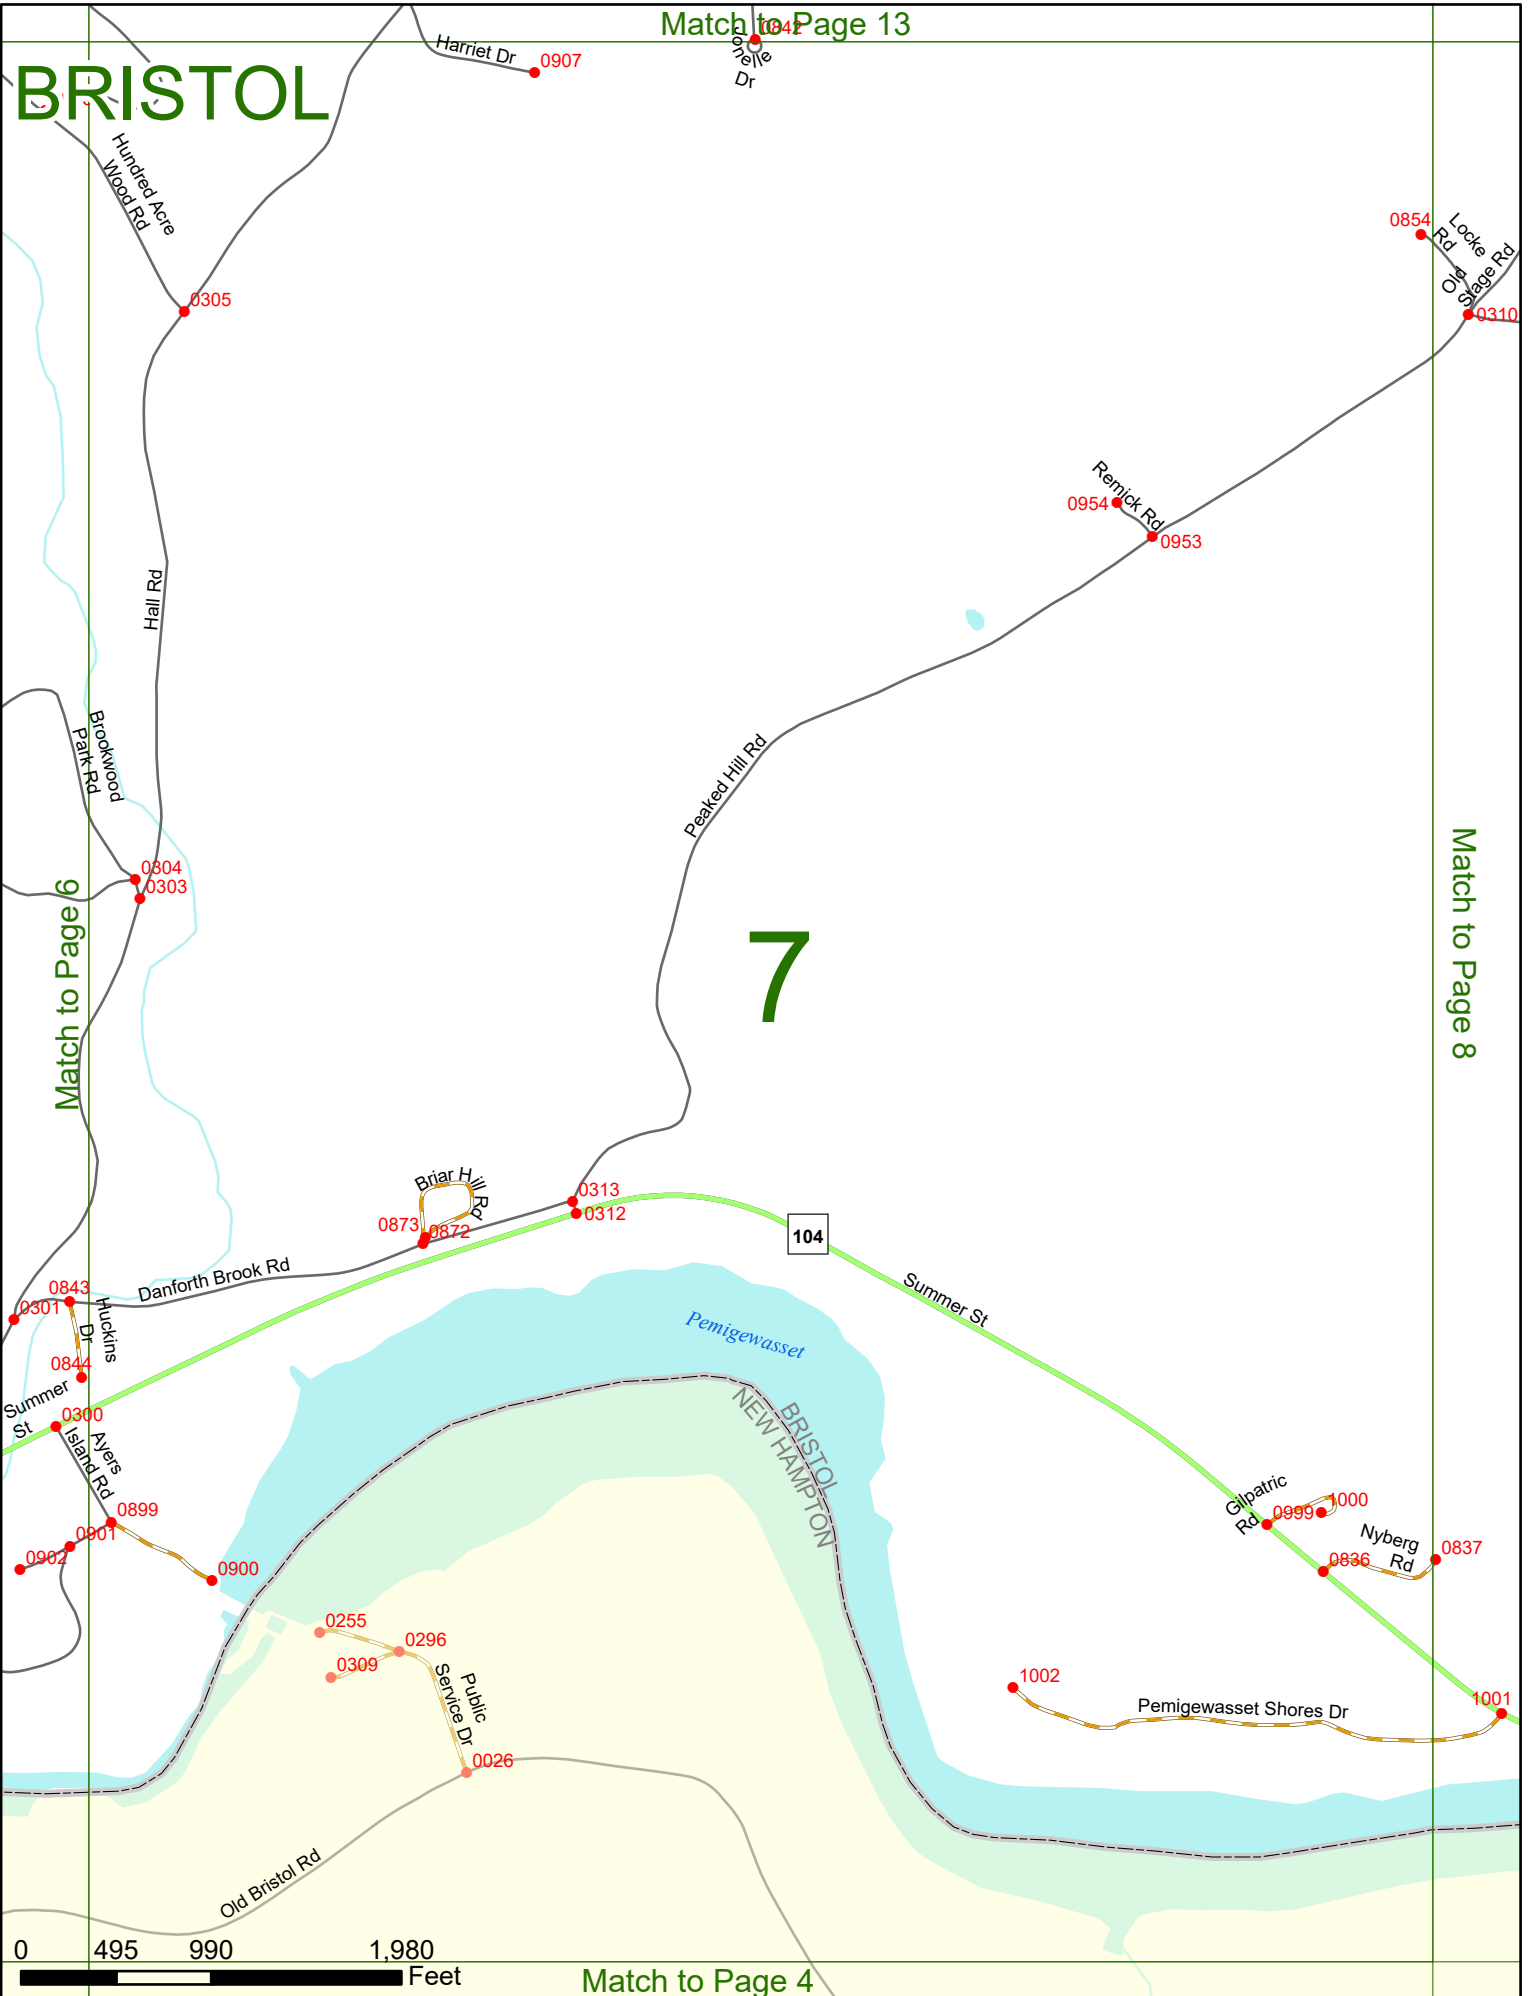 Match to Page 13
0842
Jonelle
Dr
Harriet Dr
0907
BRISTOL
Hundred Acre
Wood Rd
0854
Locke
Rd
Old
Stage Rd
0305
0310
Remick Rd
0954
0953
Hall Rd
Brookwood
Park Rd
Peaked Hill Rd
0304
0303
Match to Page 6
7
Match to Page 8
Briar Hill Rd
0313
0312
0873
0872
104
Danforth Brook Rd
Summer St
0843
0301
Huckins
Dr
Pemigewasset
0844
Summer
St
0300
Ayers
Island Rd
BRISTOL
NEW HAMPTON
Gilpatric
Rd
0999
1000
0899
0901
0902
0900
Nyberg
Rd
0836
0837
0255
0296
0309
Public
Service Dr
1002
Pemigewasset Shores Dr
1001
0026
Old Bristol Rd
0 495 990 1,980
Feet
Match to Page 4